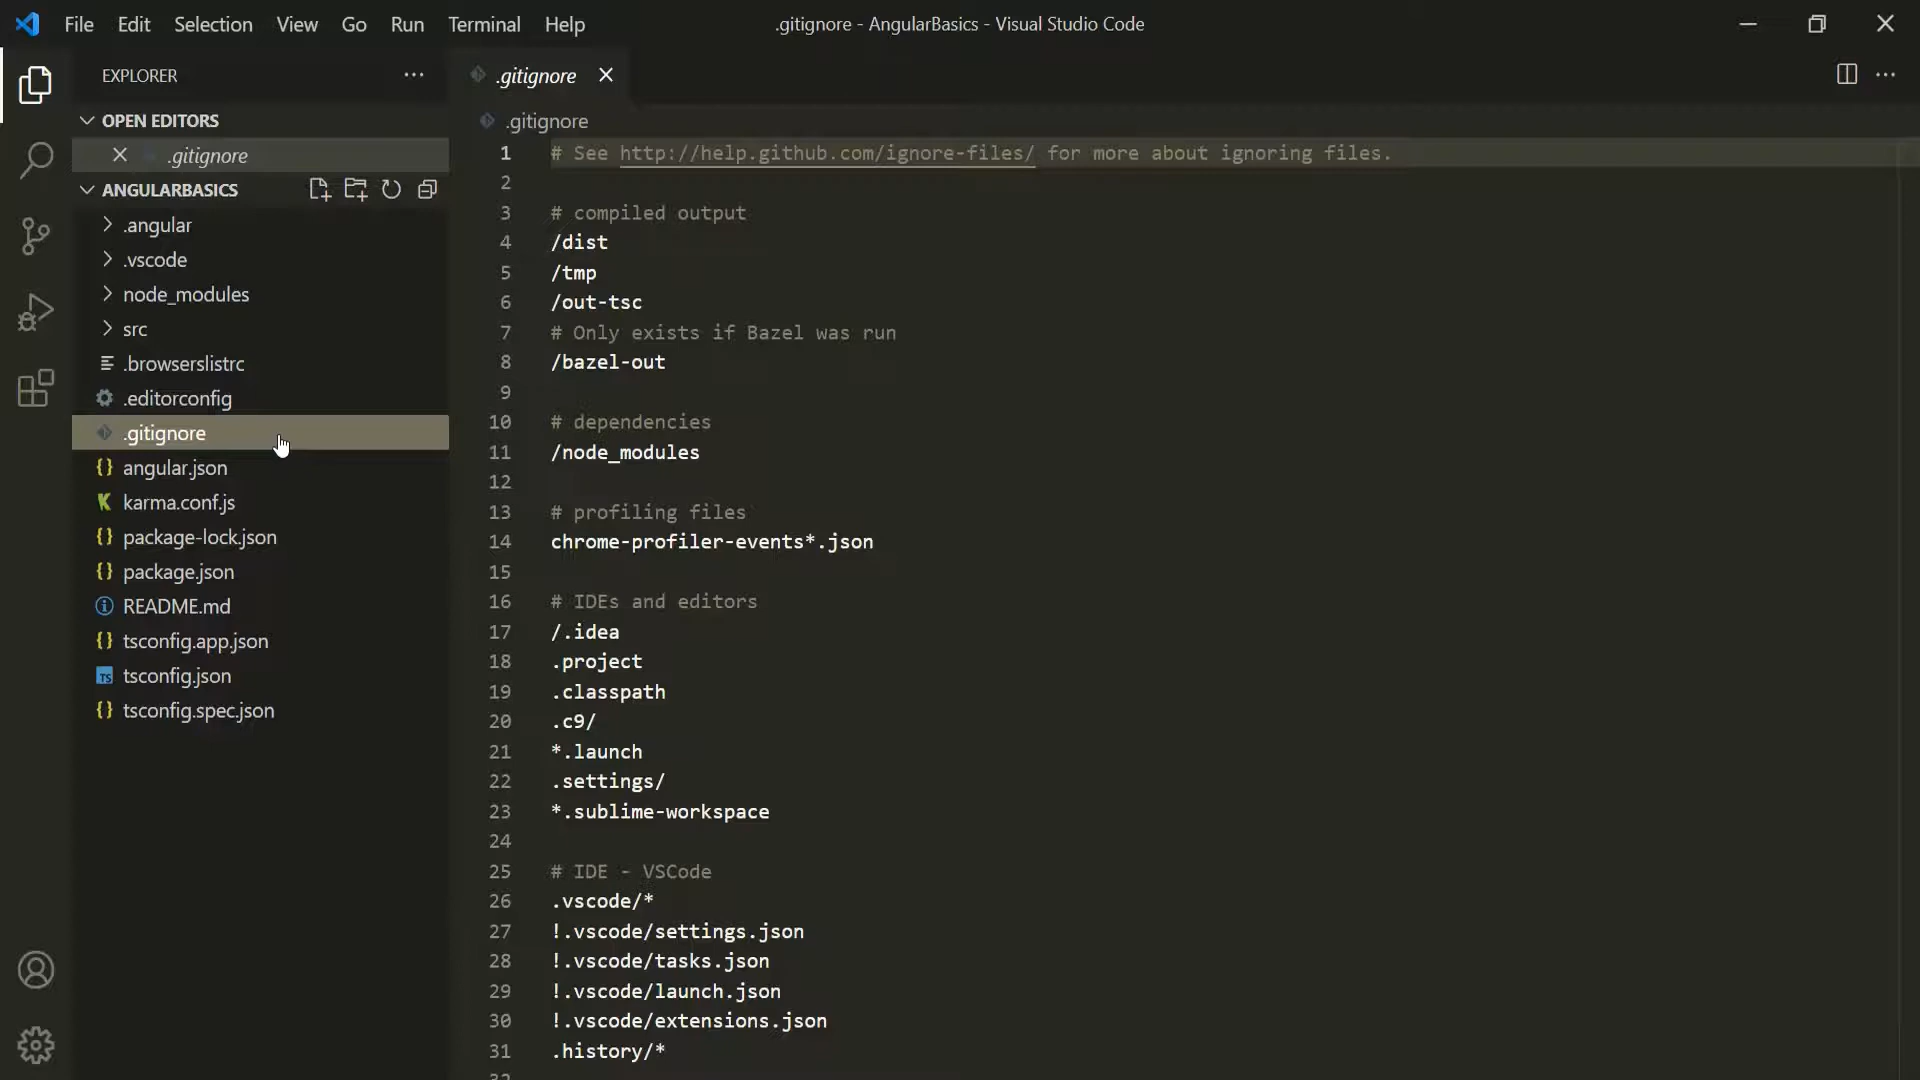 File Edit Selection View Go Run Terminal Help
.gitignore - AngularBasics - Visual Studio Code
EXPLORER
OPEN EDITORS
.gitignore
ANGULARBASICS
.angular
.vscode
node_modules
src
.browserslistrc
.editorconfig
.gitignore
angular.json
karma.conf.js
package-lock.json
package.json
README.md
tsconfig.app.json
TS tsconfig.json
tsconfig.spec.json
.gitignore
.gitignore
1 # See http://help.github.com/ignore-files/ for more about ignoring files.
2
3 # compiled output
4 /dist
5 /tmp
6 /out-tsc
7 # Only exists if Bazel was run
8 /bazel-out
9
10 # dependencies
11 /node_modules
12
13 # profiling files
14 chrome-profiler-events*.json
15
16 # IDEs and editors
17 /.idea
18 .project
19 .classpath
20 .c9/
21 *.launch
22 .settings/
23 *.sublime-workspace
24
25 # IDE - VSCode
26 .vscode/*
27 !.vscode/settings.json
28 !.vscode/tasks.json
29 !.vscode/launch.json
30 !.vscode/extensions.json
31 .history/*